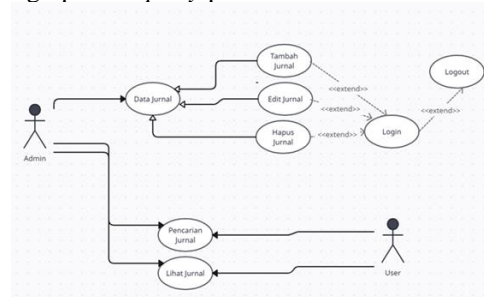 Tambah
Jurnal
Logout
<<extend>>
Data Jurnal
Edit Jurnal
<<extend>>
<<extend>>
Hapus
Jurnal
<<extend>>
Login
Admin
Pencarian
Jurnal
Lihat Jurnal
User